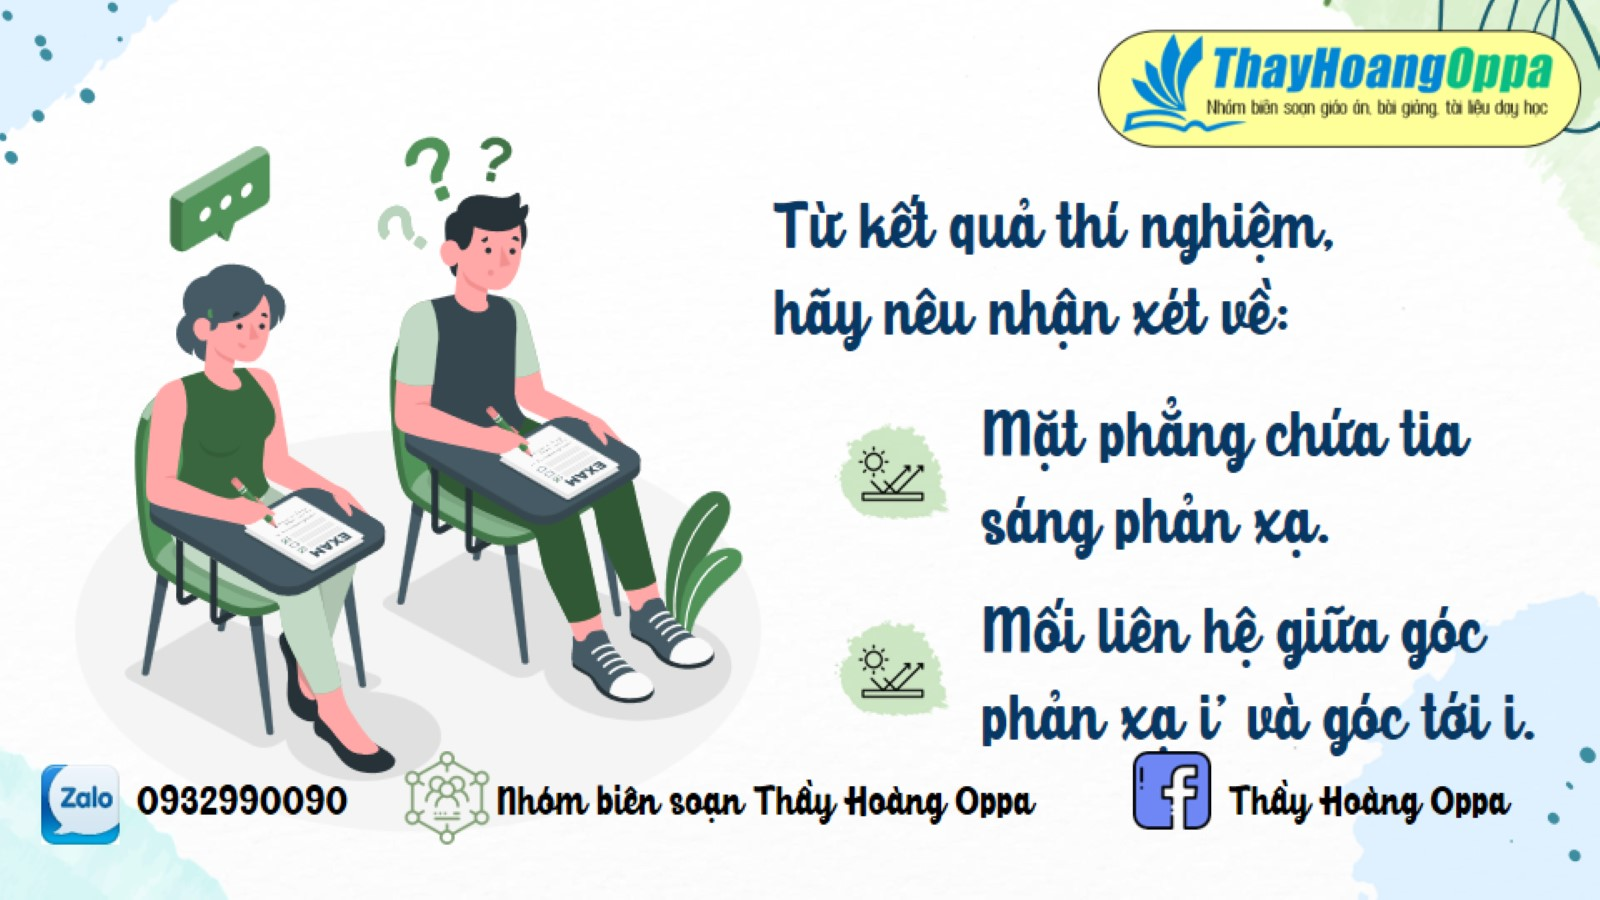 ThayHoangOppa
Nhóm biên soạn giáo án, bài giảng, tài liệu dạy học
Từ kết quả thí nghiệm,
hãy nêu nhận xét về:
Mặt phẳng chứa tia
sáng phản xạ.
Mối liên hệ giữa góc
phản xạ i' và góc tới i.
EXAM
EXAM
Zalo
0932990090
Nhóm biên soạn Thầy Hoàng Oppa
Thầy Hoàng Oppa